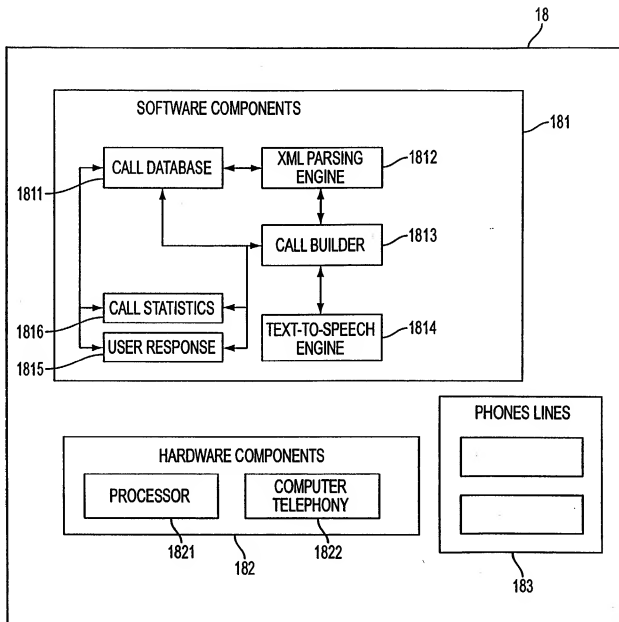 18
SOFTWARE COMPONENTS
181
CALL DATABASE
1811
XML PARSING
ENGINE
1812
CALL BUILDER
1813
CALL STATISTICS
1816
TEXT-TO-SPEECH
ENGINE
1814
USER RESPONSE
1815
HARDWARE COMPONENTS
PROCESSOR
1821
COMPUTER
TELEPHONY
1822
182
PHONES LINES
183